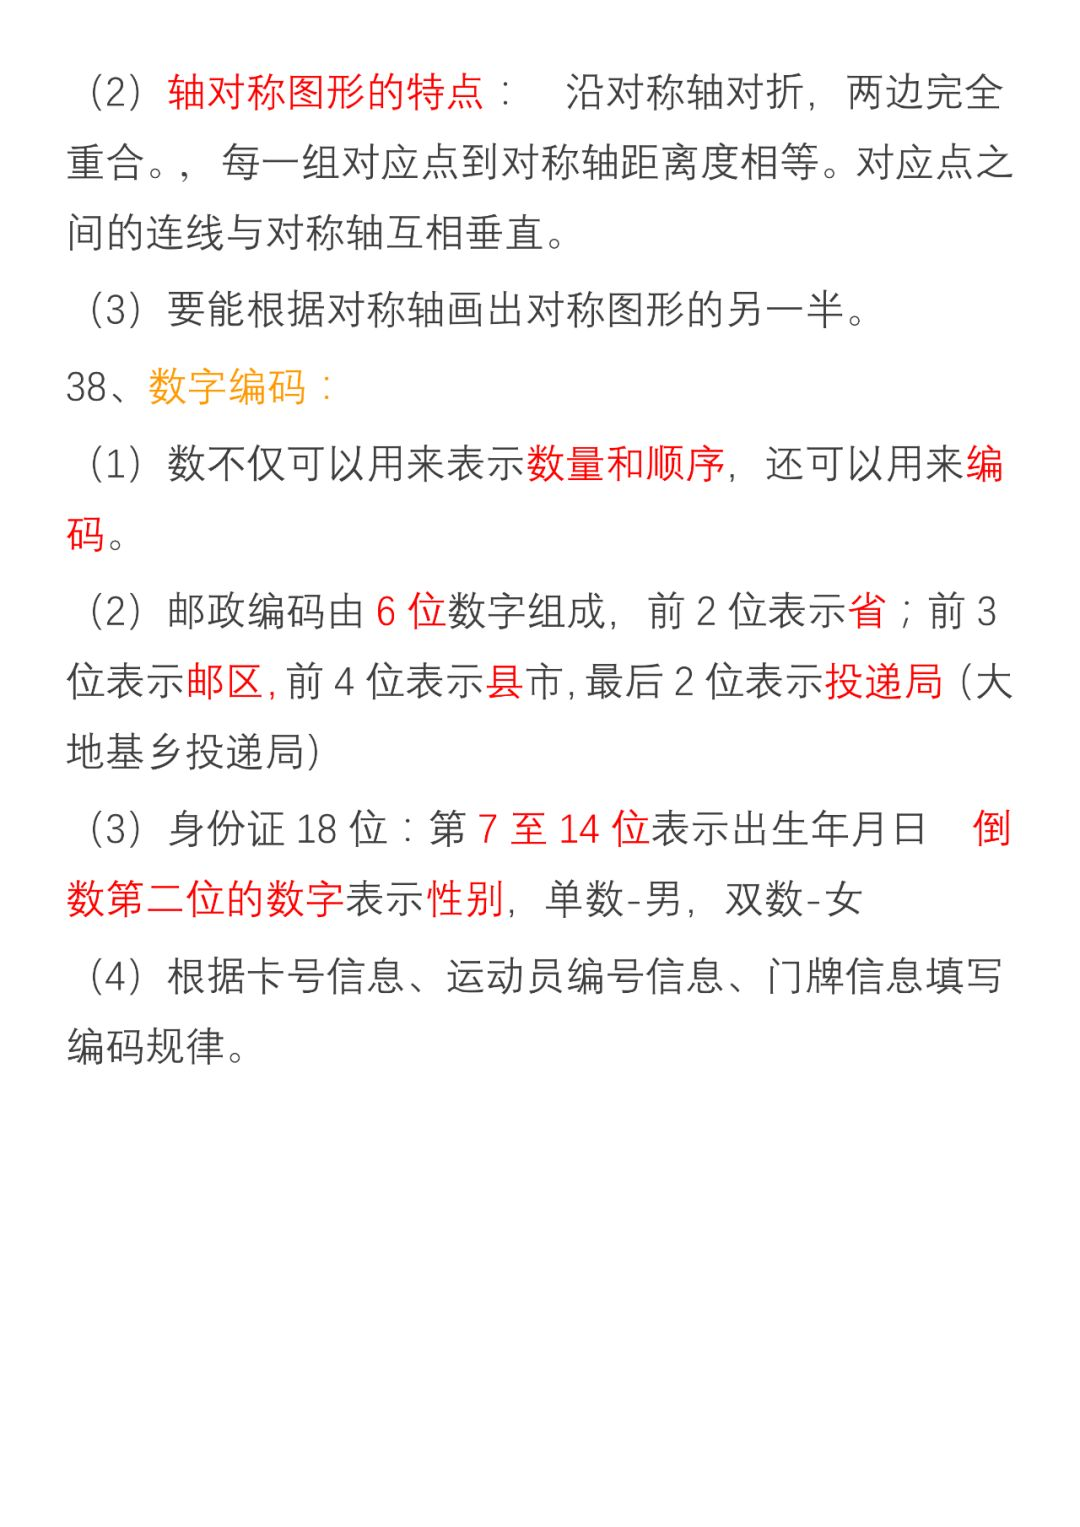 （2）轴对称图形的特点： 沿对称轴对折，两边完全
重合。， 每一组对应点到对称轴距离度相等。对应点之
间的连线与对称轴互相垂直。
（3）要能根据对称轴画出对称图形的另一半。
38、数字编码：
（1）数不仅可以用来表示数量和顺序，还可以用来编
码。
（2）邮政编码由 6 位数字组成，前 2 位表示省；前 3
位表示邮区,前 4 位表示县市,最后 2 位表示投递局（大
地基乡投递局）
（3）身份证 18 位：第 7 至 14 位表示出生年月日 倒
数第二位的数字表示性别，单数-男，双数-女
（4）根据卡号信息、运动员编号信息、门牌信息填写
编码规律。